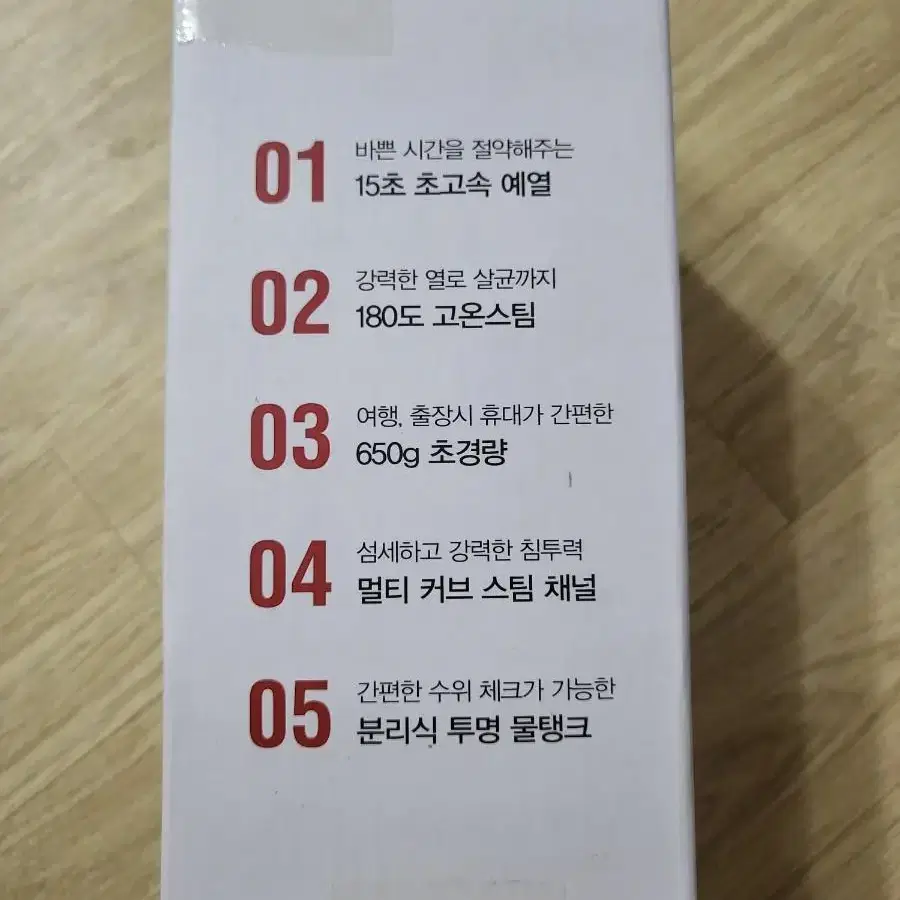 01
바쁜 시간을 절약해주는
15초 초고속 예열
02
강력한 열로 살균까지
180도 고온스팀
03
여행, 출장시 휴대가 간편한
650g 초경량
04
섬세하고 강력한 침투력
멀티 커브 스팀 채널
05
간편한 수위 체크가 가능한
분리식 투명 물탱크